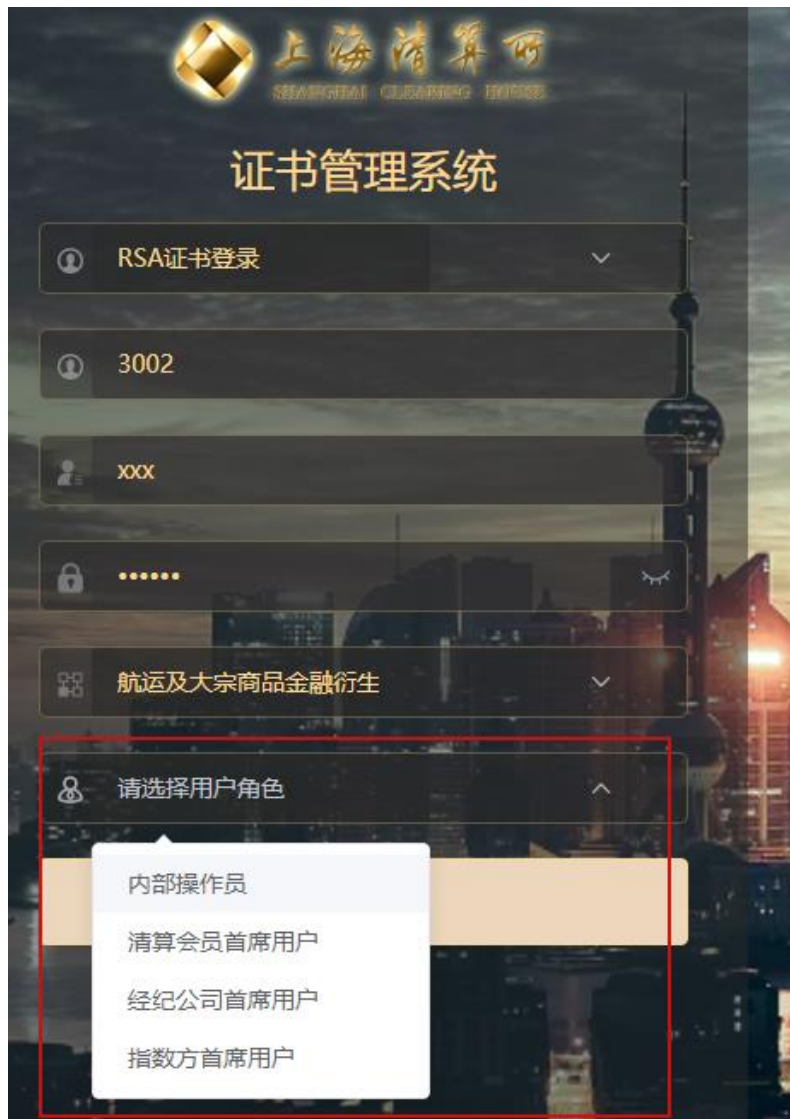 上海清算所
SHANGHAI CLEARING HOUSE
证书管理系统
RSA证书登录
3002
xxx
••••••
航运及大宗商品金融衍生
请选择用户角色
内部操作员
清算会员首席用户
经纪公司首席用户
指数方首席用户